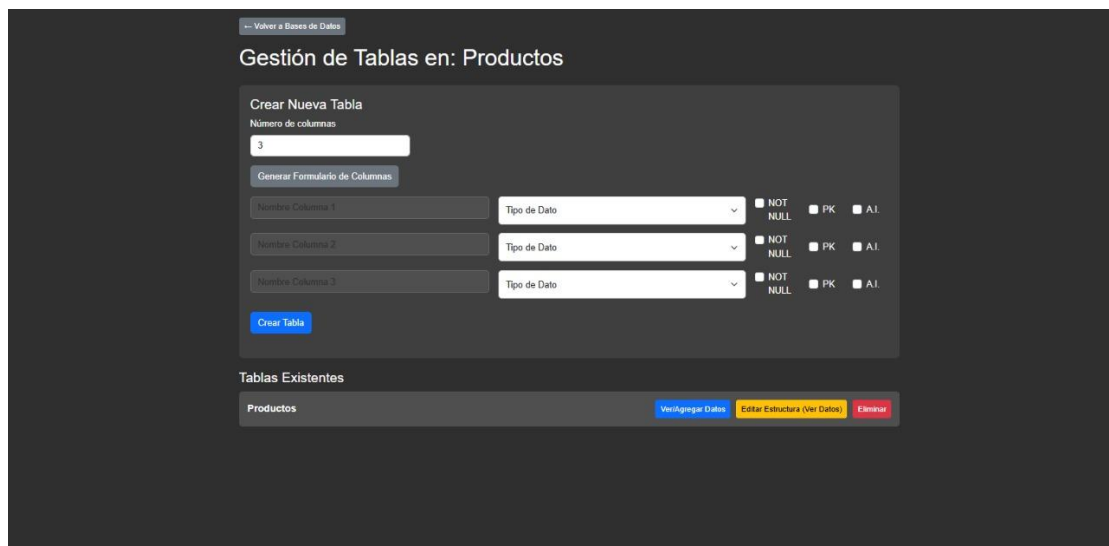 ← Volver a Bases de Datos
Gestión de Tablas en: Productos
Crear Nueva Tabla
Número de columnas
3
Generar Formulario de Columnas
Nombre Columna 1 Tipo de Dato NOT NULL PK A.I.
Nombre Columna 2 Tipo de Dato NOT NULL PK A.I.
Nombre Columna 3 Tipo de Dato NOT NULL PK A.I.
Crear Tabla
Tablas Existentes
Productos Ver/Agregar Datos Editar Estructura (Ver Datos) Eliminar